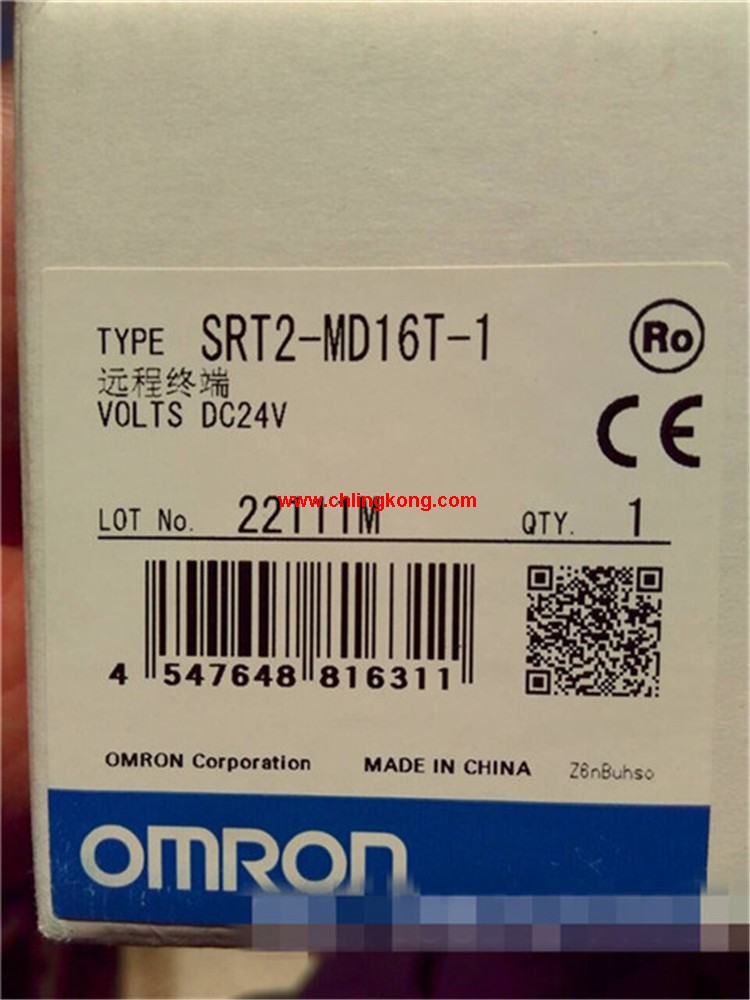 TYPE SRT2-MD16T-1
Ro
远程终端
VOLTS DC24V
CE
www.chlingkong.com
LOT No. 22111M QTY. 1
4 547648 816311
OMRON Corporation MADE IN CHINA Z6nBuhso
OMRON